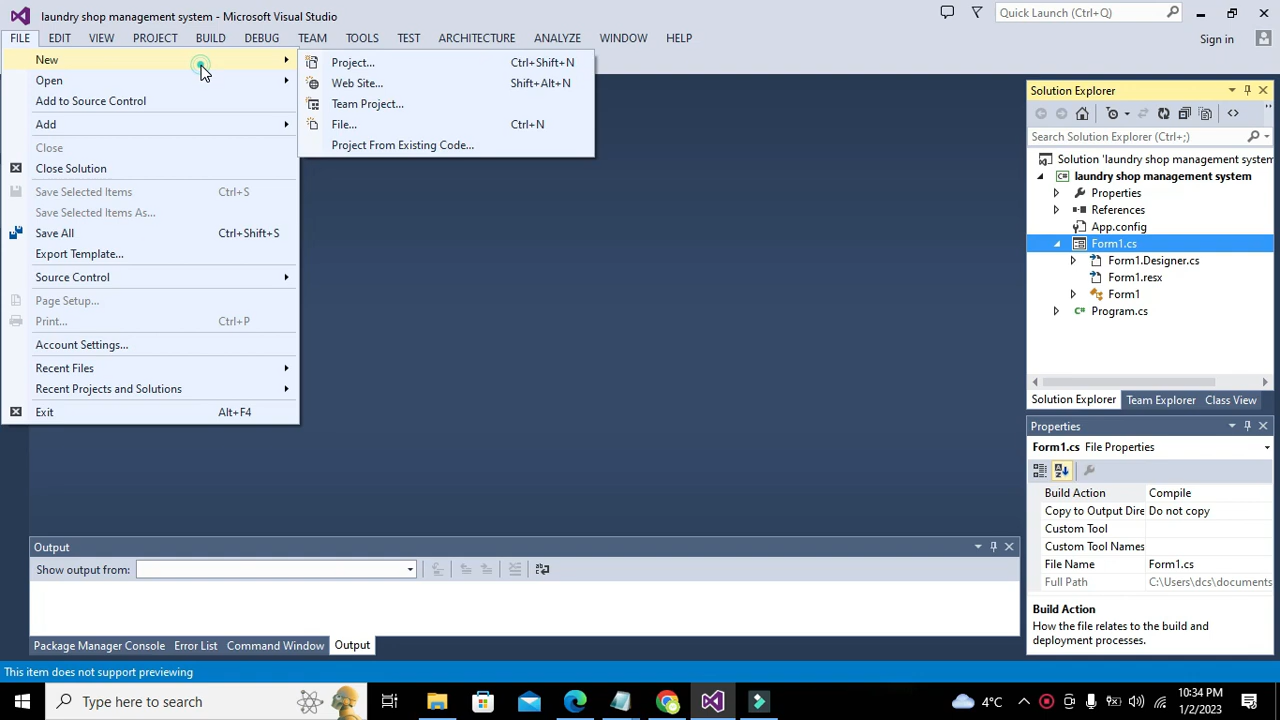 laundry shop management system - Microsoft Visual Studio
Quick Launch (Ctrl+Q)
FILE EDIT VIEW PROJECT BUILD DEBUG TEAM TOOLS TEST ARCHITECTURE ANALYZE WINDOW HELP
Sign in
New
Open
Add to Source Control
Add
Close
Close Solution
Save Selected Items Ctrl+S
Save Selected Items As...
Save All Ctrl+Shift+S
Export Template...
Source Control
Page Setup...
Print... Ctrl+P
Account Settings...
Recent Files
Recent Projects and Solutions
Exit Alt+F4
Project... Ctrl+Shift+N
Web Site... Shift+Alt+N
Team Project...
File... Ctrl+N
Project From Existing Code...
Solution Explorer
Search Solution Explorer (Ctrl+;)
Solution 'laundry shop management system
laundry shop management system
Properties
References
App.config
Form1.cs
Form1.Designer.cs
Form1.resx
Form1
Program.cs
Solution Explorer Team Explorer Class View
Properties
Form1.cs File Properties
Build Action Compile
Copy to Output Dire Do not copy
Custom Tool
Custom Tool Names
File Name Form1.cs
Full Path C:\Users\dcs\documents
Build Action
How the file relates to the build and
deployment processes.
Output
Show output from:
Package Manager Console Error List Command Window Output
This item does not support previewing
Type here to search
4°C
10:34 PM
1/2/2023